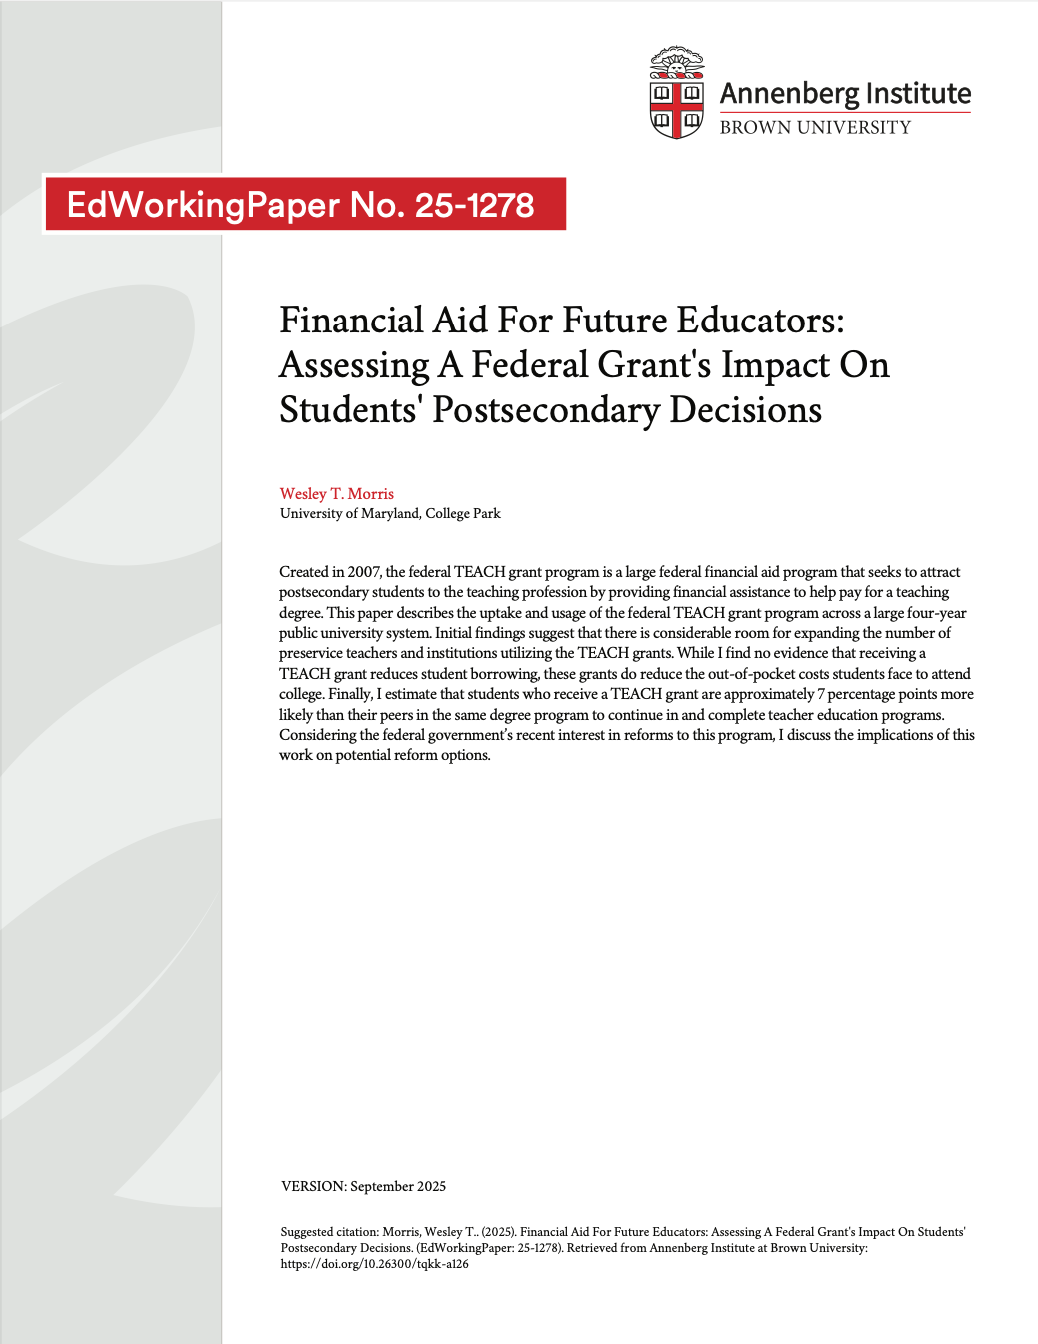 Annenberg Institute
BROWN UNIVERSITY
EdWorkingPaper No. 25-1278
Financial Aid For Future Educators:
Assessing A Federal Grant's Impact On
Students' Postsecondary Decisions
Wesley T. Morris
University of Maryland, College Park
Created in 2007, the federal TEACH grant program is a large federal financial aid program that seeks to attract
postsecondary students to the teaching profession by providing financial assistance to help pay for a teaching
degree. This paper describes the uptake and usage of the federal TEACH grant program across a large four-year
public university system. Initial findings suggest that there is considerable room for expanding the number of
preservice teachers and institutions utilizing the TEACH grants. While I find no evidence that receiving a
TEACH grant reduces student borrowing, these grants do reduce the out-of-pocket costs students face to attend
college. Finally, I estimate that students who receive a TEACH grant are approximately 7 percentage points more
likely than their peers in the same degree program to continue in and complete teacher education programs.
Considering the federal government’s recent interest in reforms to this program, I discuss the implications of this
work on potential reform options.
VERSION: September 2025
Suggested citation: Morris, Wesley T.. (2025). Financial Aid For Future Educators: Assessing A Federal Grant's Impact On Students'
Postsecondary Decisions. (EdWorkingPaper: 25-1278). Retrieved from Annenberg Institute at Brown University:
https://doi.org/10.26300/tqkk-a126